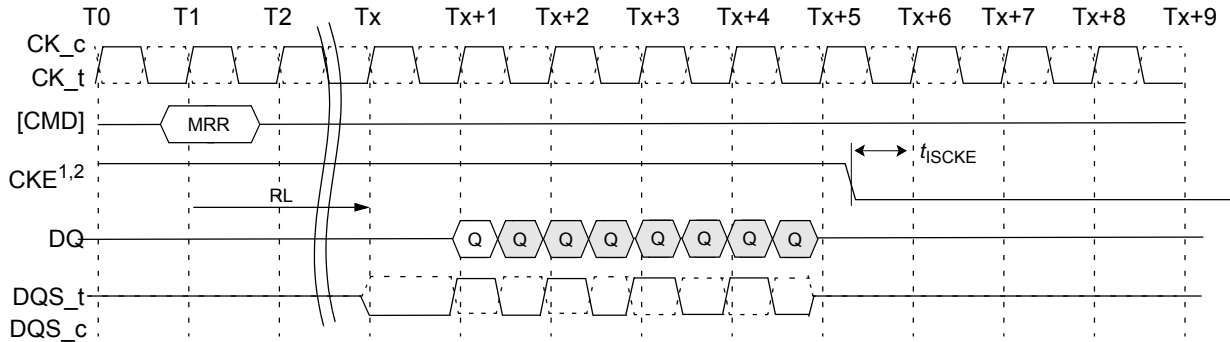 T0 T1 T2 Tx Tx+1 Tx+2 Tx+3 Tx+4 Tx+5 Tx+6 Tx+7 Tx+8 Tx+9
CK_c
CK_t
[CMD] MRR
CKE1,2 tISCKE
RL
DQ Q Q Q Q Q Q Q Q
DQS_t
DQS_c